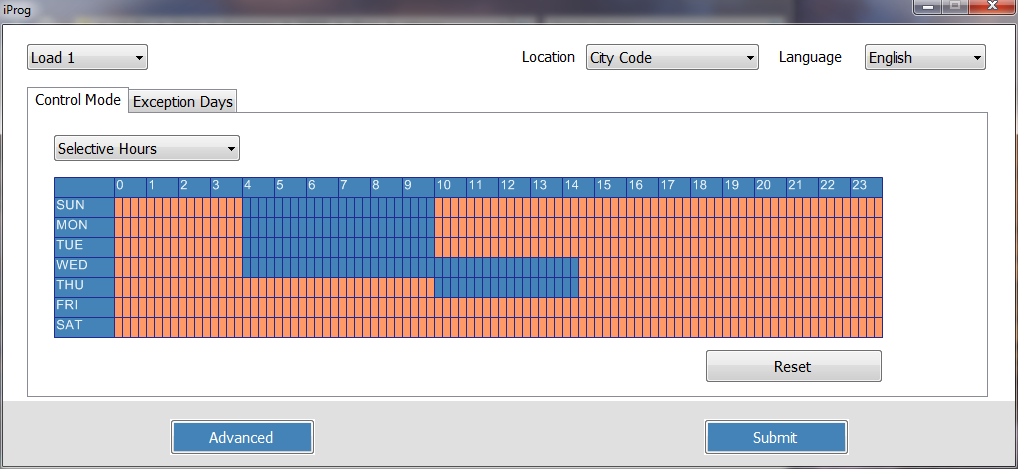 iProg
Load 1 Location City Code Language English
Control Mode Exception Days
Selective Hours
0 1 2 3 4 5 6 7 8 9 10 11 12 13 14 15 16 17 18 19 20 21 22 23
SUN
MON
TUE
WED
THU
FRI
SAT
Reset
Advanced Submit